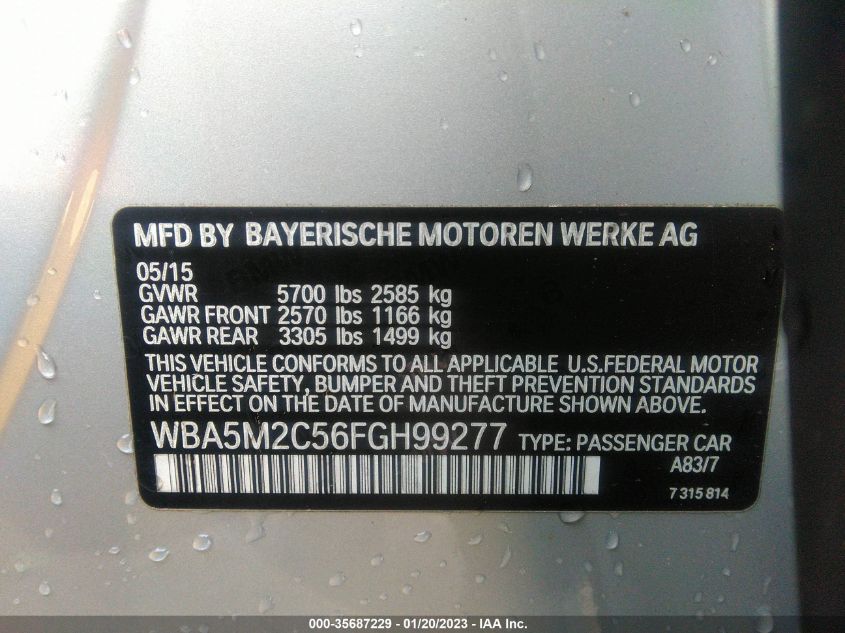 MFD BY BAYERISCHE MOTOREN WERKE AG
05/15
GVWR 5700 lbs 2585 kg
GAWR FRONT 2570 lbs 1166 kg
GAWR REAR 3305 lbs 1499 kg
THIS VEHICLE CONFORMS TO ALL APPLICABLE U.S.FEDERAL MOTOR
VEHICLE SAFETY, BUMPER AND THEFT PREVENTION STANDARDS
IN EFFECT ON THE DATE OF MANUFACTURE SHOWN ABOVE.
WBA5M2C56FGH99277 TYPE: PASSENGER CAR
A83/7
7 315 814
000-35687229 - 01/20/2023 - IAA Inc.